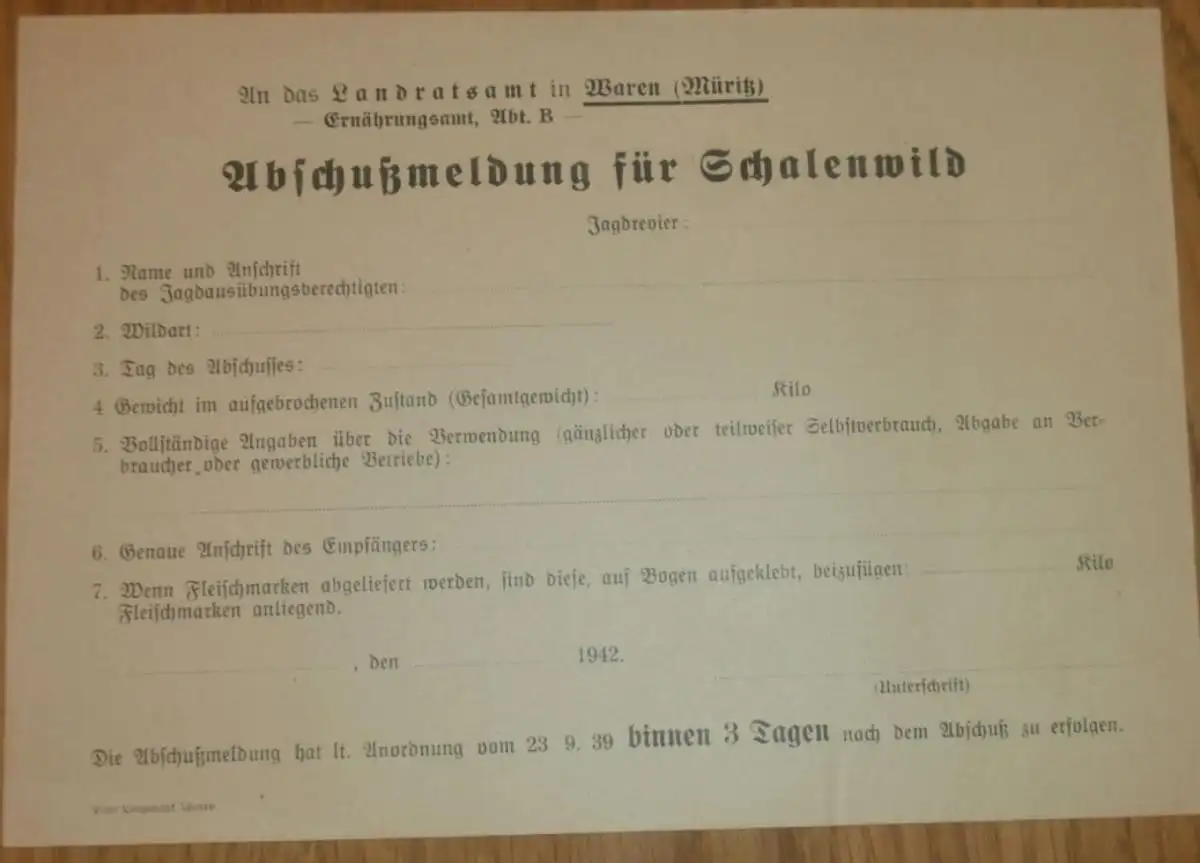 An das Landratsamt in Waren (Müritz)
— Ernährungsamt, Abt. B —
Abschußmeldung für Schalenwild
Jagdrevier:
1. Name und Anschrift
des Jagdausübungsberechtigten:
2. Wildart:
3. Tag des Abschusses:
4 Gewicht im aufgebrochenen Zustand (Gesamtgewicht): Kilo
5. Vollständige Angaben über die Verwendung (gänzlicher oder teilweiser Selbstverbrauch, Abgabe an Ver-
braucher oder gewerbliche Betriebe):
6. Genaue Anschrift des Empfängers:
7. Wenn Fleischmarken abgeliefert werden, sind diese, auf Bogen aufgeklebt, beizufügen: Kilo
Fleischmarken anliegend.
, den 1942.
(Unterschrift)
Die Abschußmeldung hat lt. Anordnung vom 23 9. 39 binnen 3 Tagen nach dem Abschuß zu erfolgen.